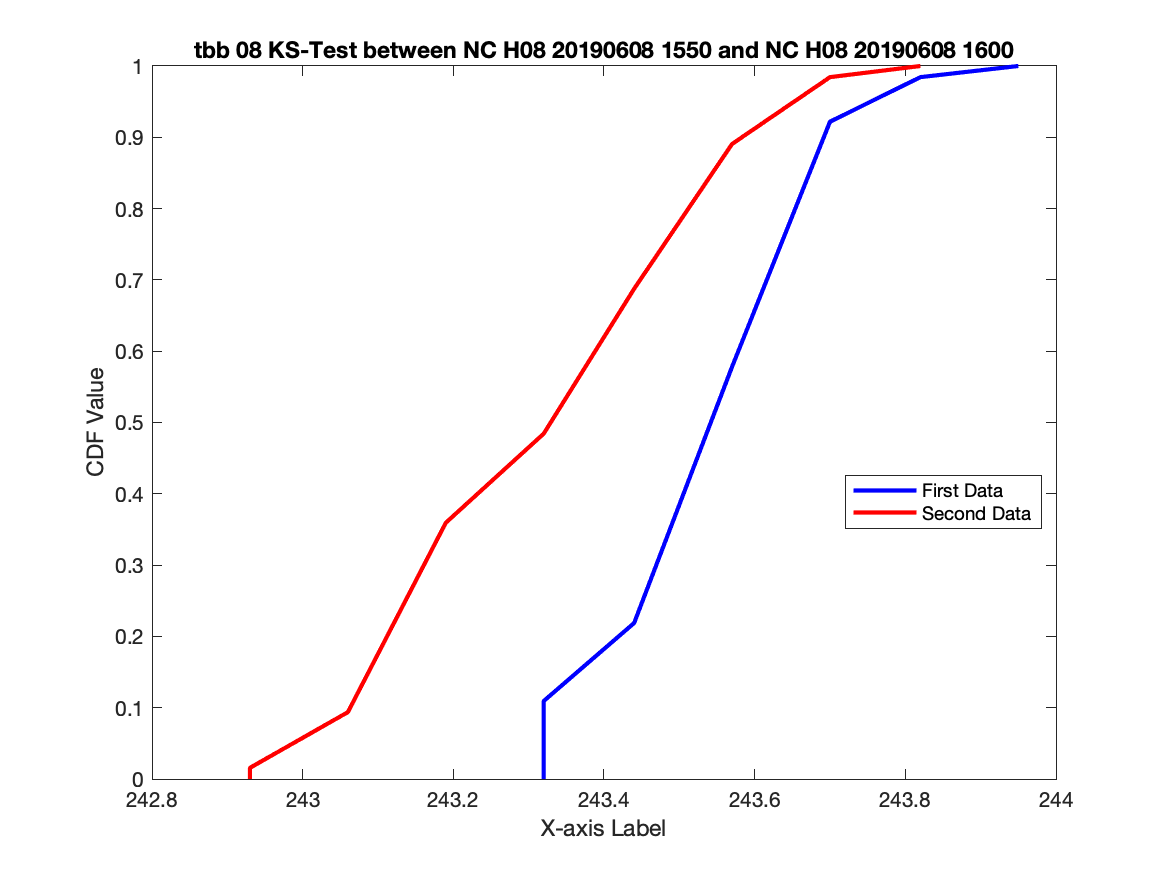 tbb 08 KS-Test between NC H08 20190608 1550 and NC H08 20190608 1600
1
0.9
0.8
0.7
0.6
0.5
0.4
0.3
0.2
0.1
0
CDF Value
First Data
Second Data
242.8 243 243.2 243.4 243.6 243.8 244
X-axis Label